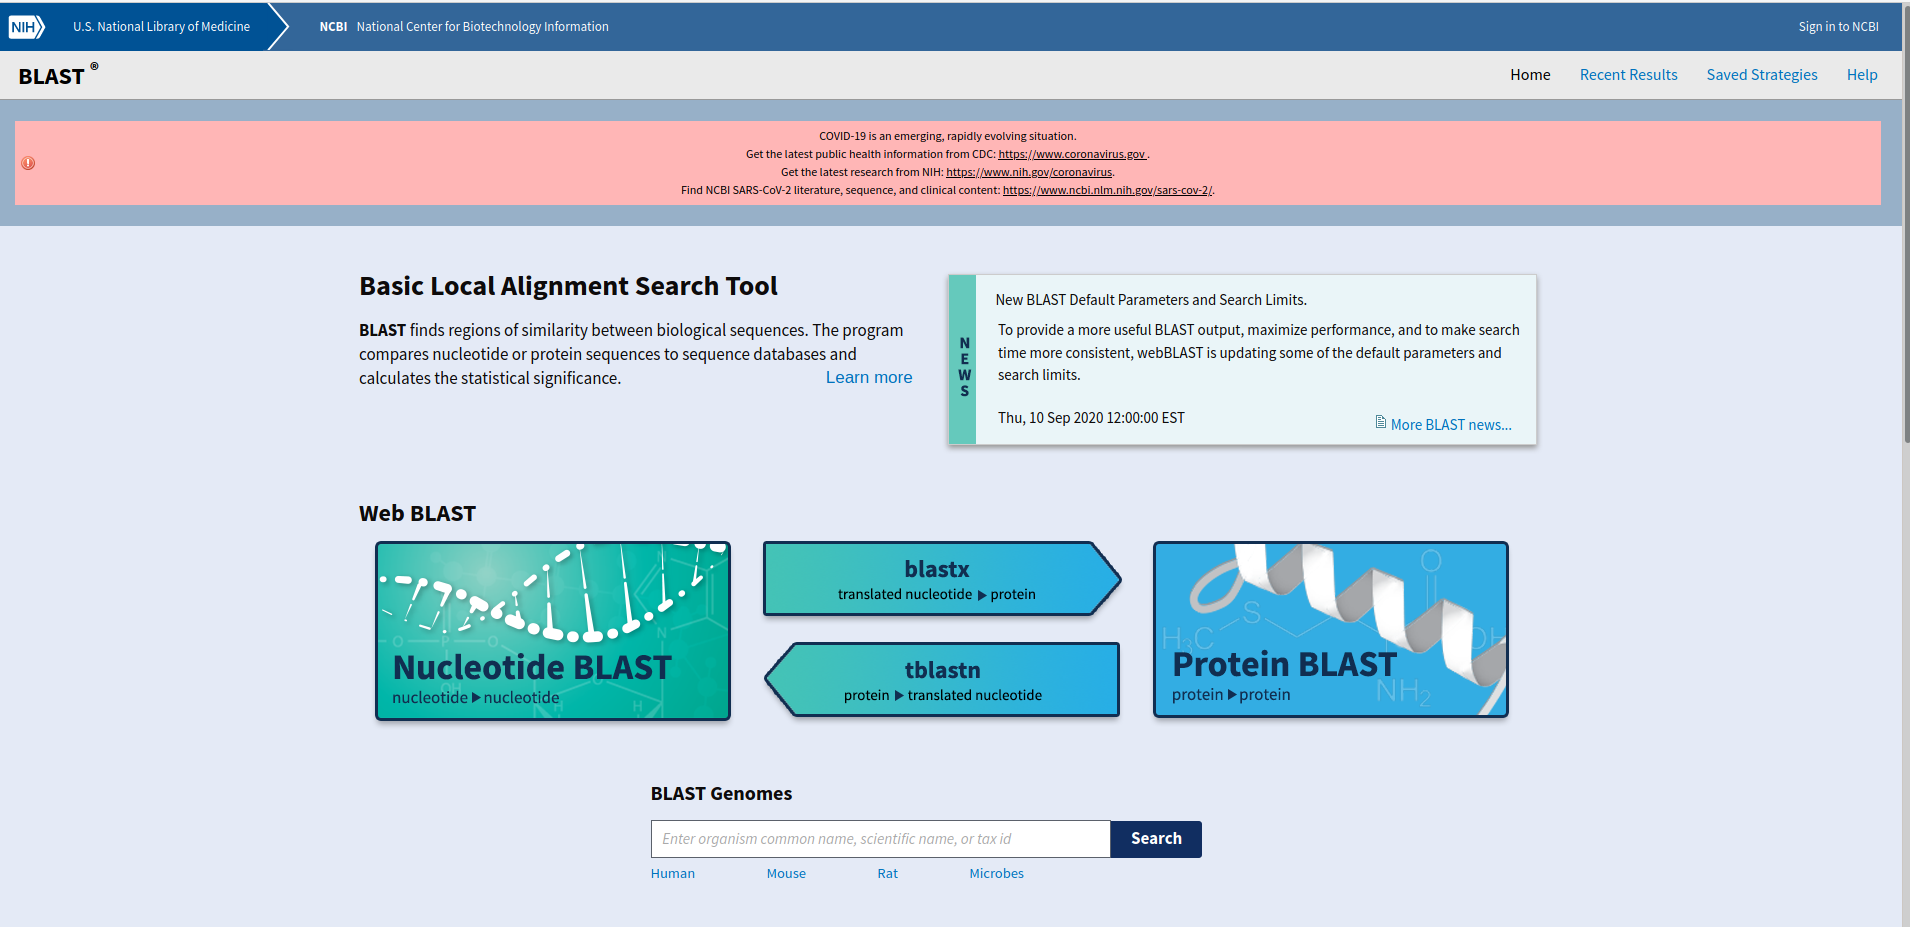 NIH U.S. National Library of Medicine NCBI National Center for Biotechnology Information Sign in to NCBI
BLAST ® Home Recent Results Saved Strategies Help
COVID-19 is an emerging, rapidly evolving situation.
Get the latest public health information from CDC: https://www.coronavirus.gov .
Get the latest research from NIH: https://www.nih.gov/coronavirus.
Find NCBI SARS-CoV-2 literature, sequence, and clinical content: https://www.ncbi.nlm.nih.gov/sars-cov-2/.
Basic Local Alignment Search Tool
BLAST finds regions of similarity between biological sequences. The program
compares nucleotide or protein sequences to sequence databases and
calculates the statistical significance.
Learn more
NEWS
New BLAST Default Parameters and Search Limits.
To provide a more useful BLAST output, maximize performance, and to make search
time more consistent, webBLAST is updating some of the default parameters and
search limits.
Thu, 10 Sep 2020 12:00:00 EST
More BLAST news...
Web BLAST
O P O
OH
N
O
H
H
Nucleotide BLAST
nucleotide ▶ nucleotide
blastx
translated nucleotide ▶ protein
tblastn
protein ▶ translated nucleotide
O
S
H3C
OH
NH2
Protein BLAST
protein ▶ protein
BLAST Genomes
Enter organism common name, scientific name, or tax id
Search
Human Mouse Rat Microbes